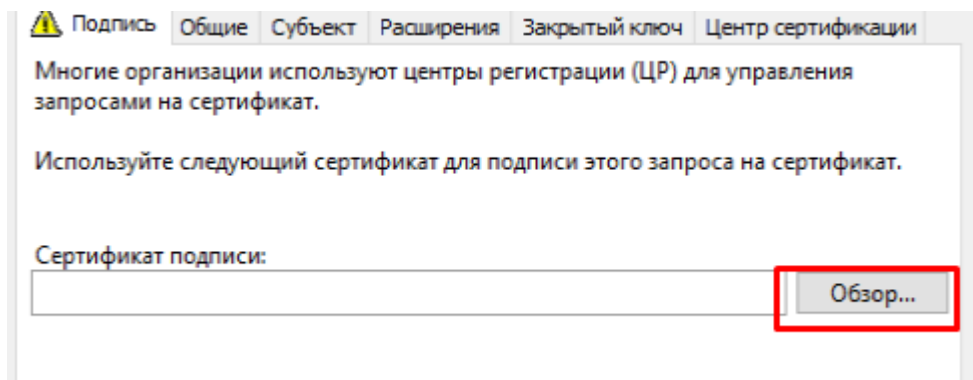 Подпись Общие Субъект Расширения Закрытый ключ Центр сертификации
Многие организации используют центры регистрации (ЦР) для управления
запросами на сертификат.
Используйте следующий сертификат для подписи этого запроса на сертификат.
Сертификат подписи:
Обзор...